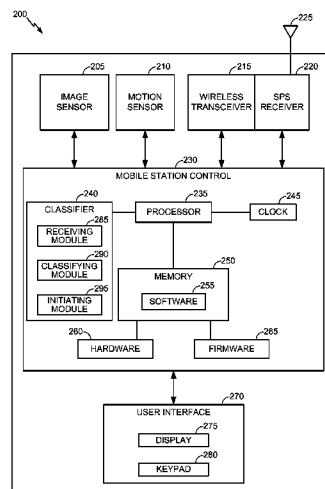 200
225
205
210
215
220
IMAGE SENSOR
MOTION SENSOR
WIRELESS TRANSCEIVER
SPS RECEIVER
230
MOBILE STATION CONTROL
240
CLASSIFIER
235
PROCESSOR
245
CLOCK
285
RECEIVING MODULE
290
CLASSIFYING MODULE
295
INITIATING MODULE
250
MEMORY
255
SOFTWARE
260
HARDWARE
265
FIRMWARE
270
USER INTERFACE
275
DISPLAY
280
KEYPAD